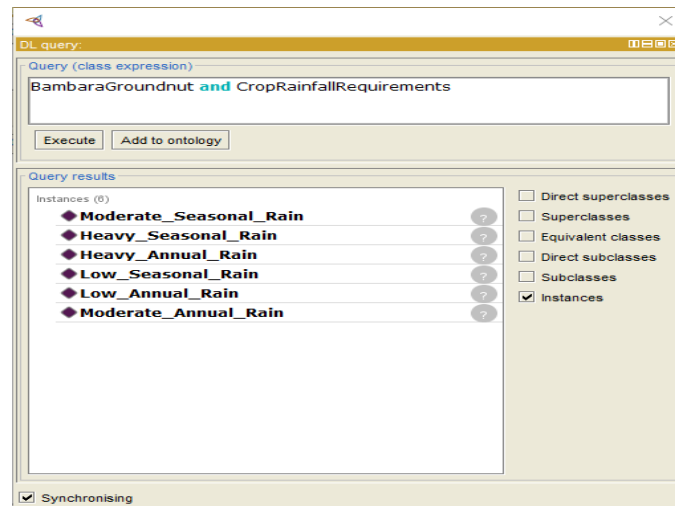 DL query:
Query (class expression)
BambaraGroundnut and CropRainfallRequirements
Execute
Add to ontology
Query results
Instances (6)
Moderate_Seasonal_Rain
?
Heavy_Seasonal_Rain
?
Heavy_Annual_Rain
?
Low_Seasonal_Rain
?
Low_Annual_Rain
?
Moderate_Annual_Rain
?
Direct superclasses
Superclasses
Equivalent classes
Direct subclasses
Subclasses
Instances
Synchronising